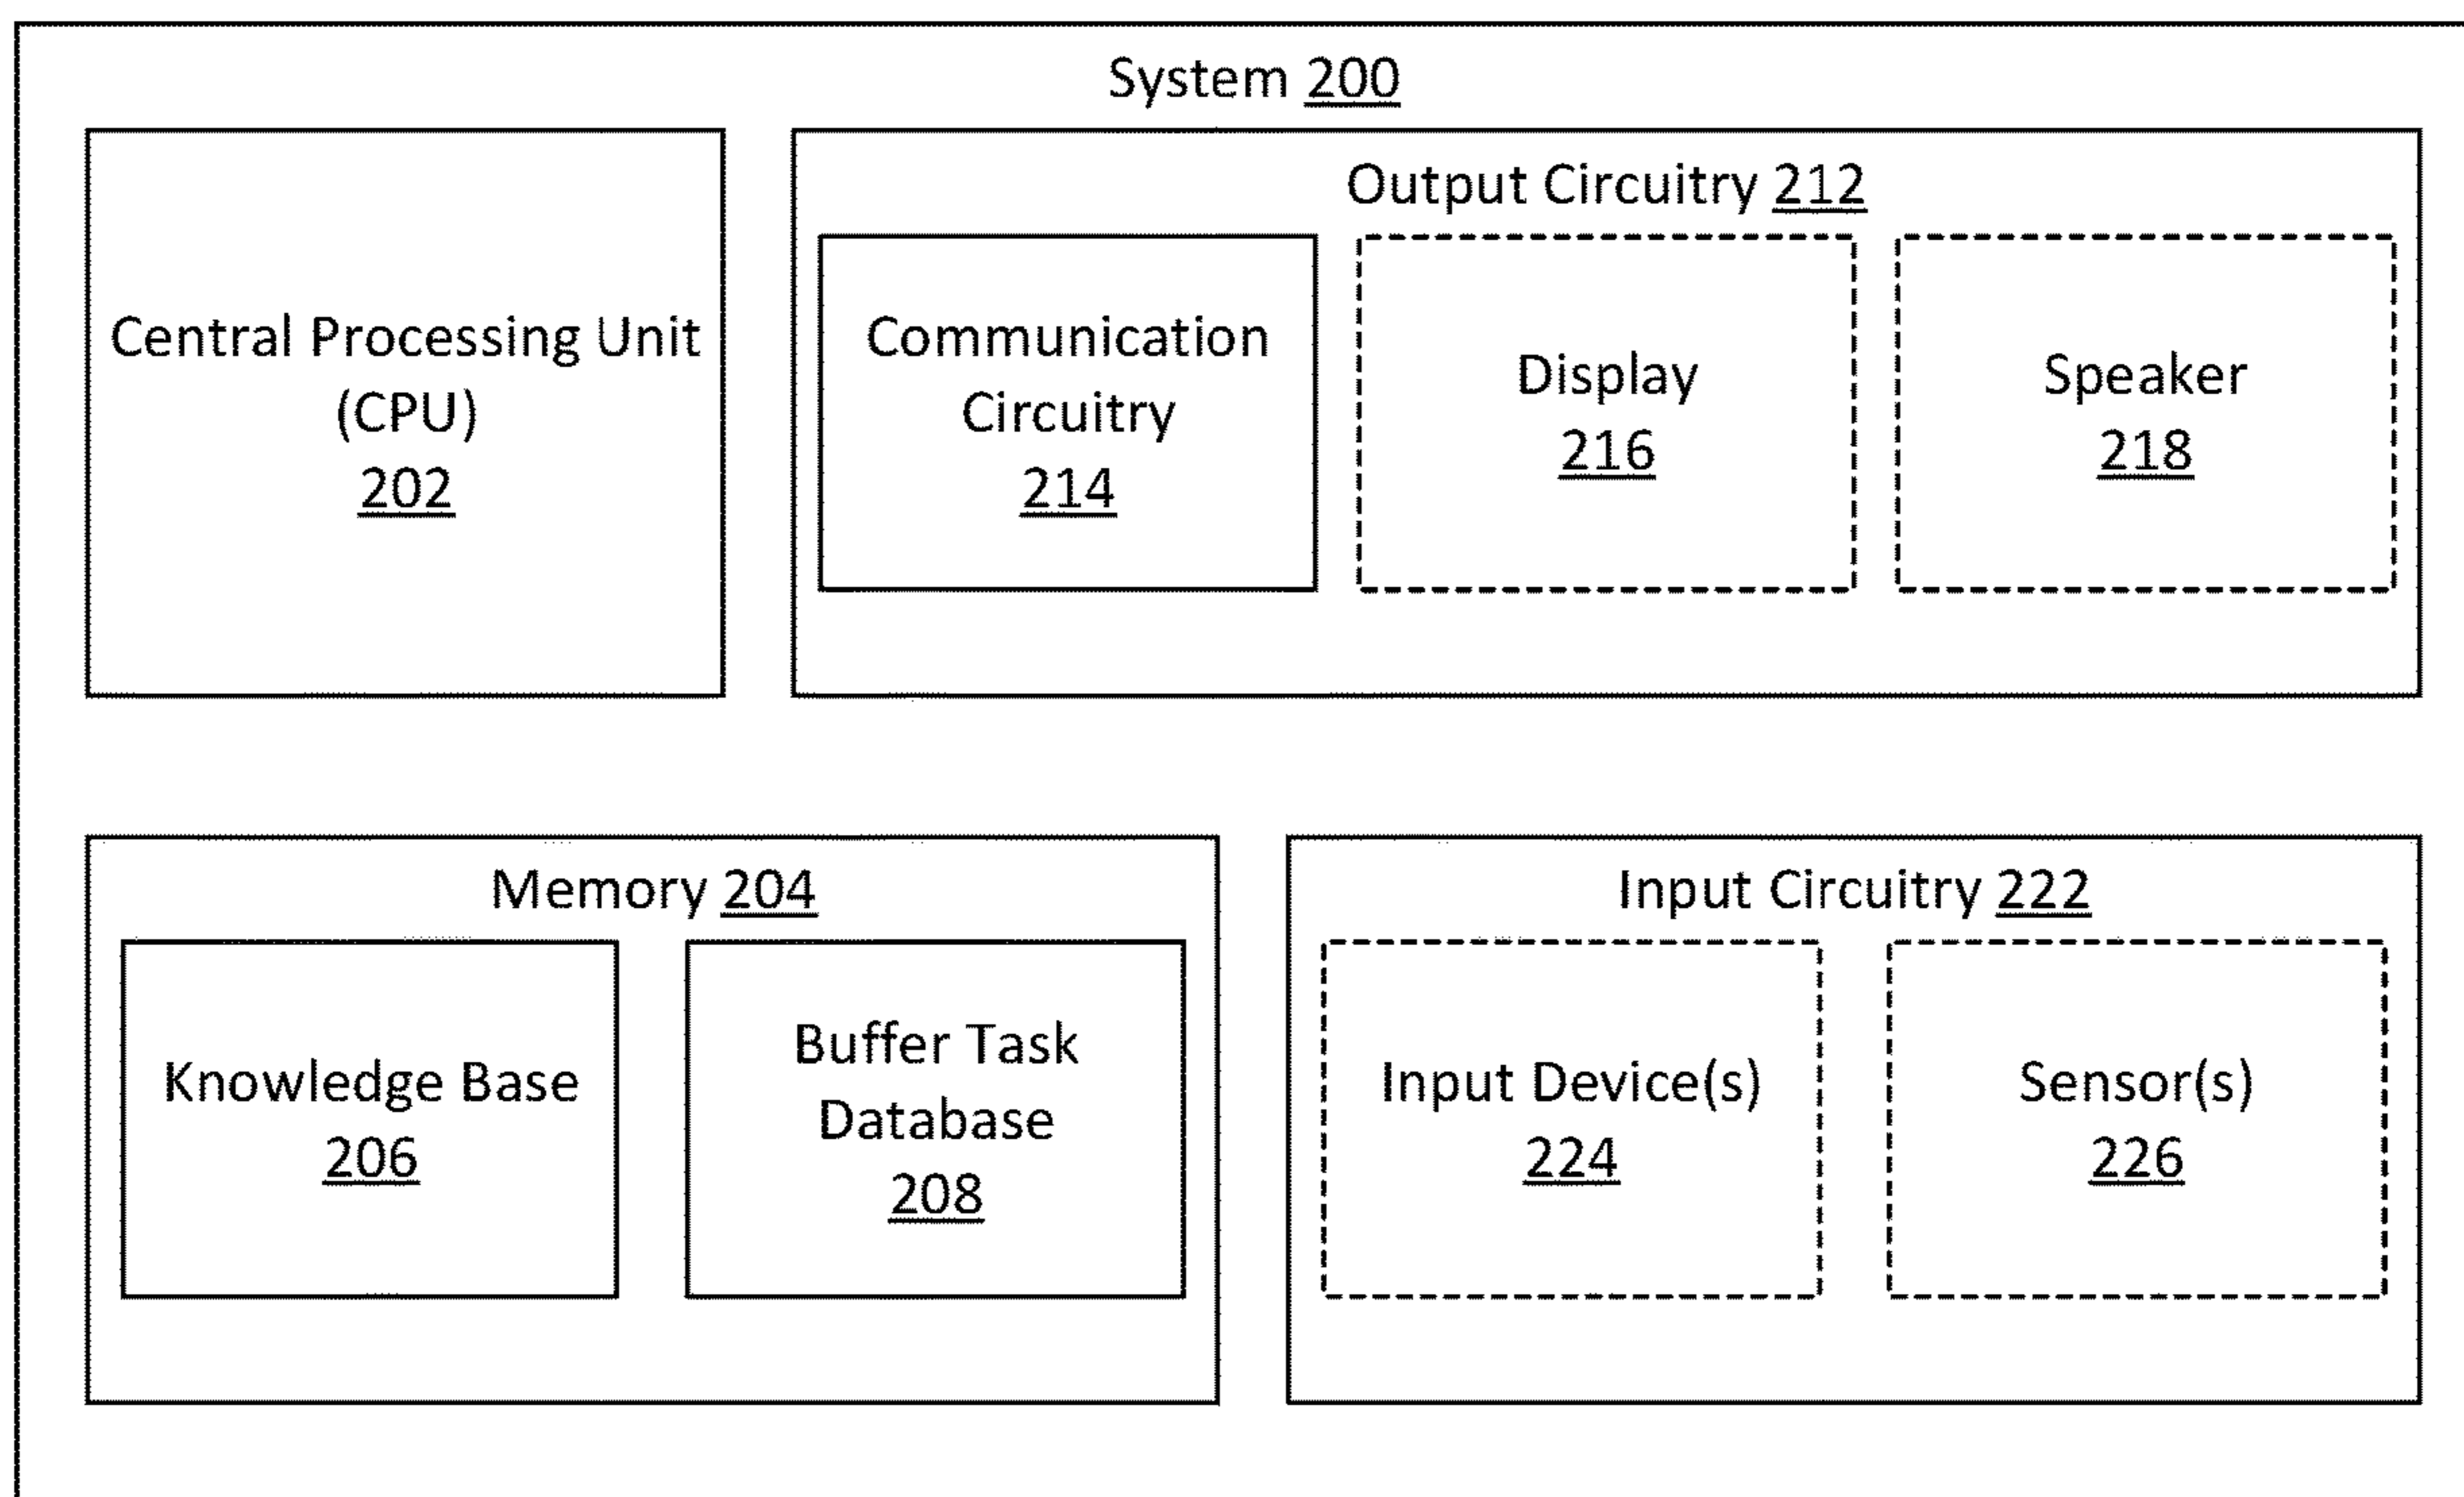 System 200
Central Processing Unit
(CPU)
202
Output Circuitry 212
Communication
Circuitry
214
Display
216
Speaker
218
Memory 204
Knowledge Base
206
Buffer Task
Database
208
Input Circuitry 222
Input Device(s)
224
Sensor(s)
226